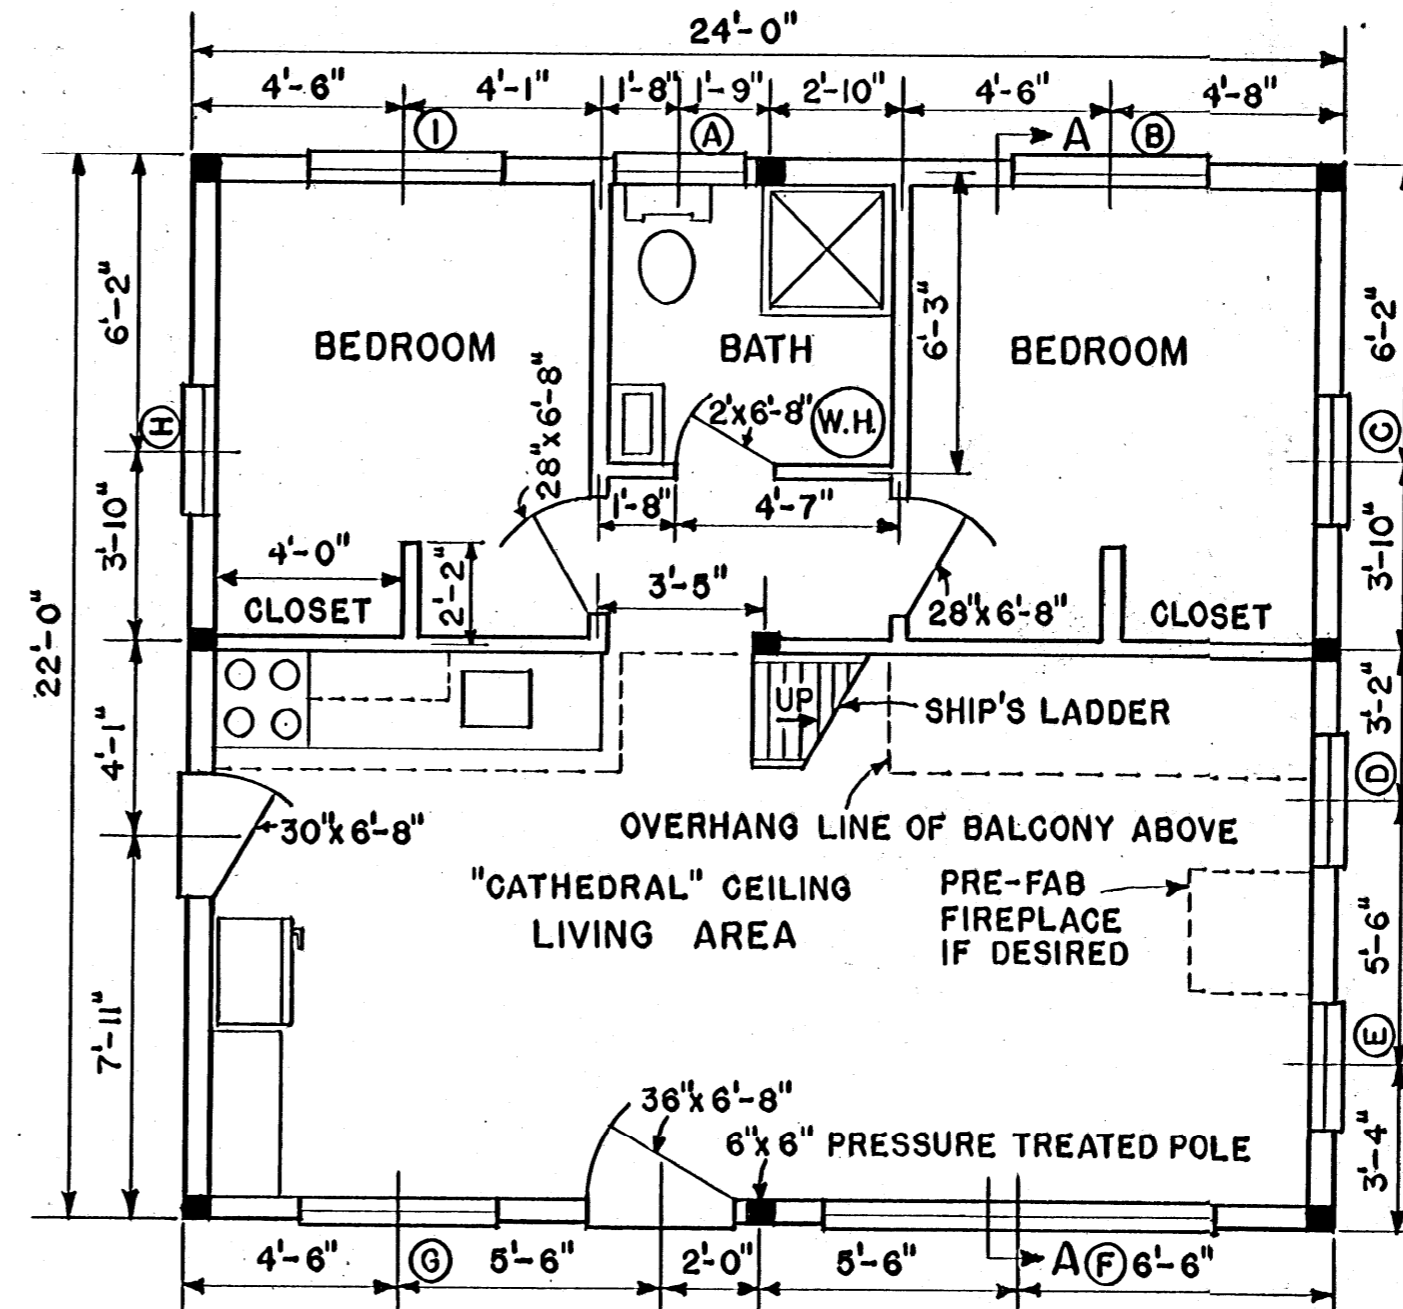 24'-0"
4'-6" 4'-1" 1'-8" 1'-9" 2'-10" 4'-6" 4'-8"
I A A B
6'-2"
BEDROOM
BATH
BEDROOM
6'-3"
6'-2"
28"x6'-8"
2'x6'-8"
W.H.
H
C
3'-10"
1'-8" 4'-7"
4'-0"
2'-2"
CLOSET
3'-5"
28"x6'-8"
CLOSET
3'-10"
22'-0"
UP
SHIP'S LADDER
3'-2"
4'-1"
D
30"x6'-8"
OVERHANG LINE OF BALCONY ABOVE
"CATHEDRAL" CEILING
LIVING AREA
PRE-FAB
FIREPLACE
IF DESIRED
5'-6"
7'-11"
E
36"x6'-8"
6"x6" PRESSURE TREATED POLE
3'-4"
4'-6" G 5'-6" 2'-0" 5'-6" A F 6'-6"